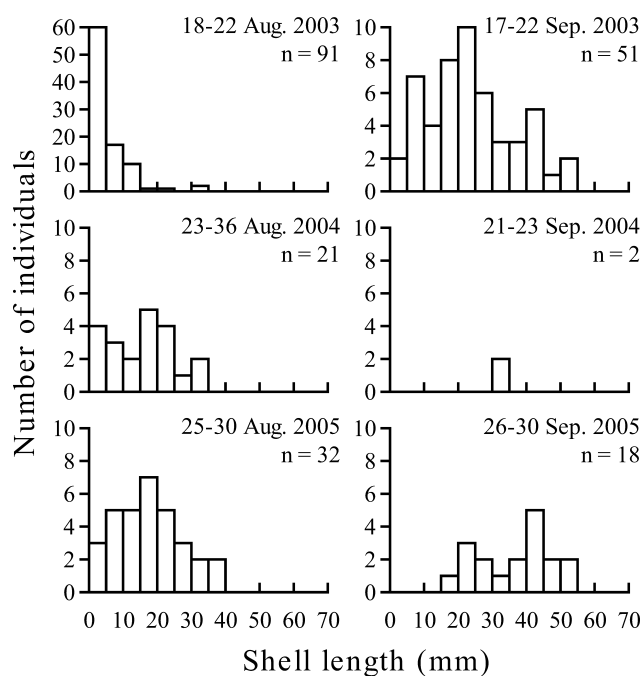 18-22 Aug. 2003
n = 91
60
50
40
30
20
10
0
17-22 Sep. 2003
n = 51
10
8
6
4
2
0
23-36 Aug. 2004
n = 21
10
8
6
4
2
0
21-23 Sep. 2004
n = 2
10
8
6
4
2
0
25-30 Aug. 2005
n = 32
10
8
6
4
2
0
0 10 20 30 40 50 60 70
26-30 Sep. 2005
n = 18
10
8
6
4
2
0
0 10 20 30 40 50 60 70
Number of individuals
Shell length (mm)